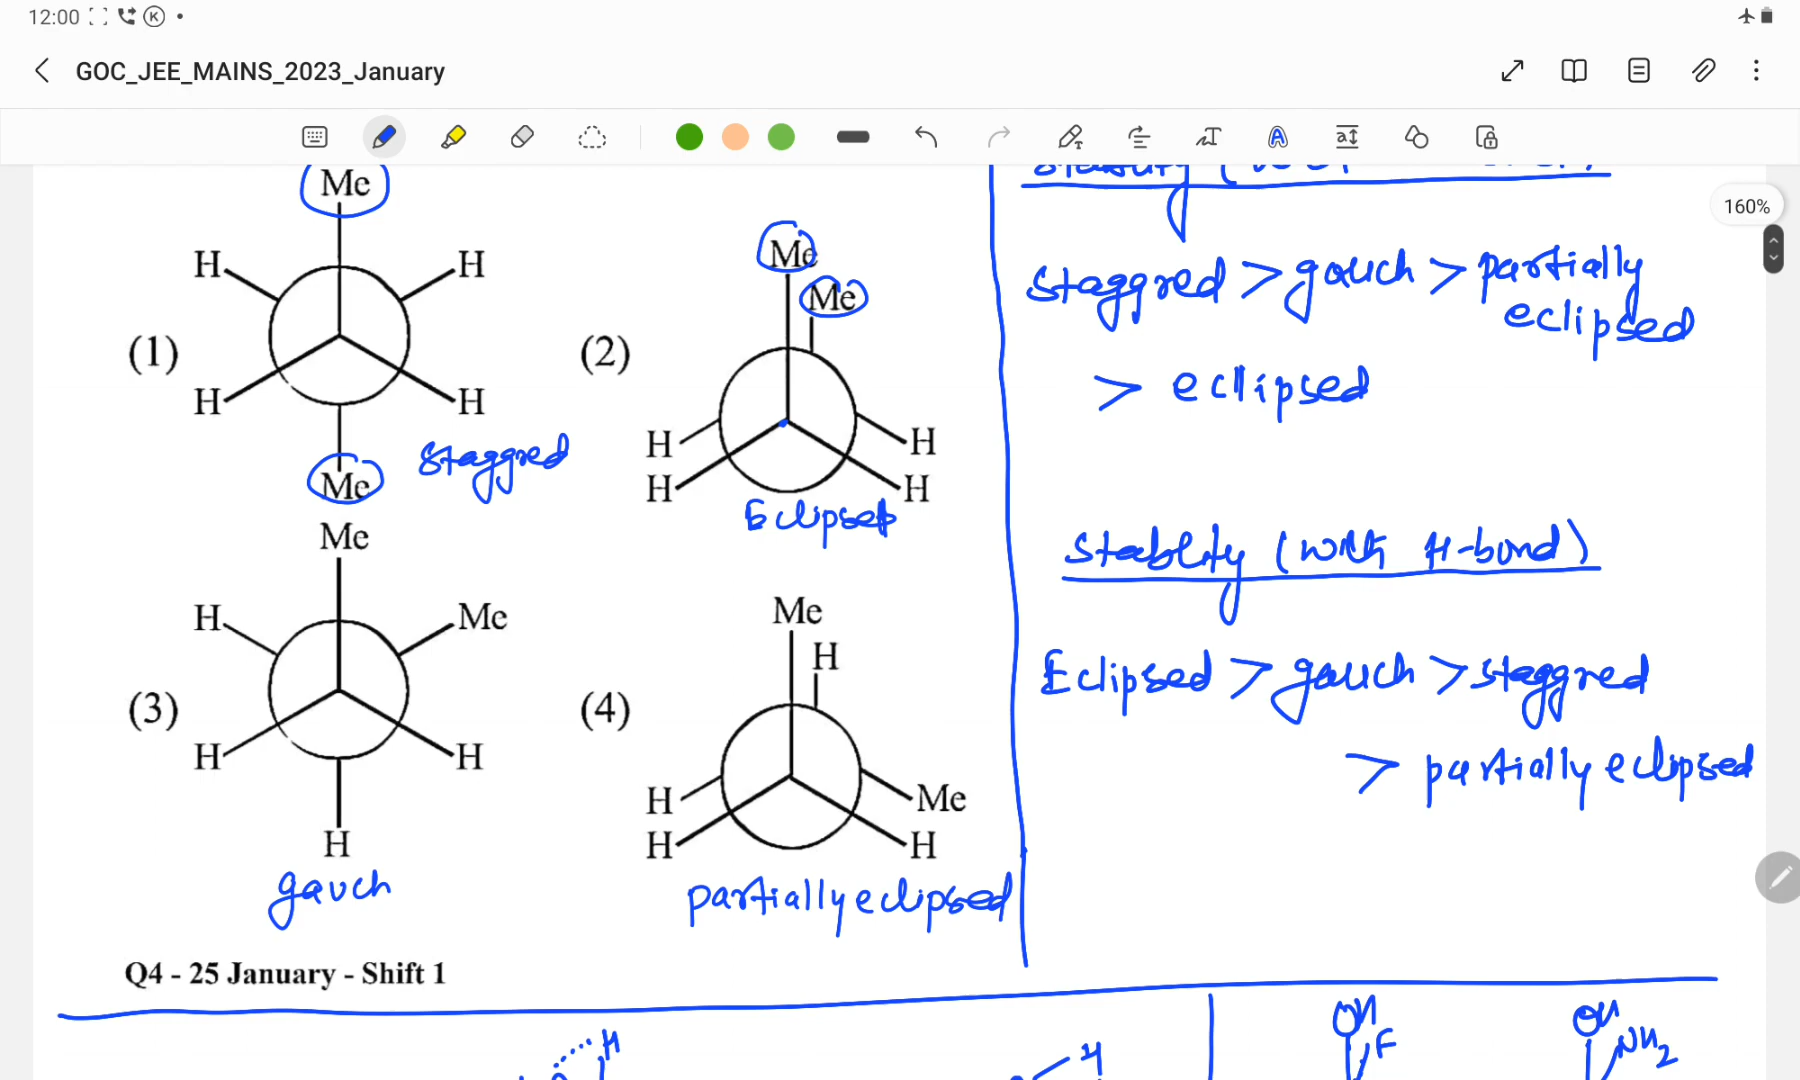 12:00 K
GOC_JEE_MAINS_2023_January
160%
Me
H H
(1)
H H
Me
staggred
Me
Me
(2)
H H
H H
Eclipsed
Me
H Me
(3)
H H
H
gauch
Me
H
(4)
H Me
H H
partially eclipsed
Q4 - 25 January - Shift 1
staggred > gauch > partially
eclipsed
> eclipsed
Stablity (with H-bond)
Eclipsed > gauch > staggred
> partially eclipsed
H
OH
F
OH
NH2